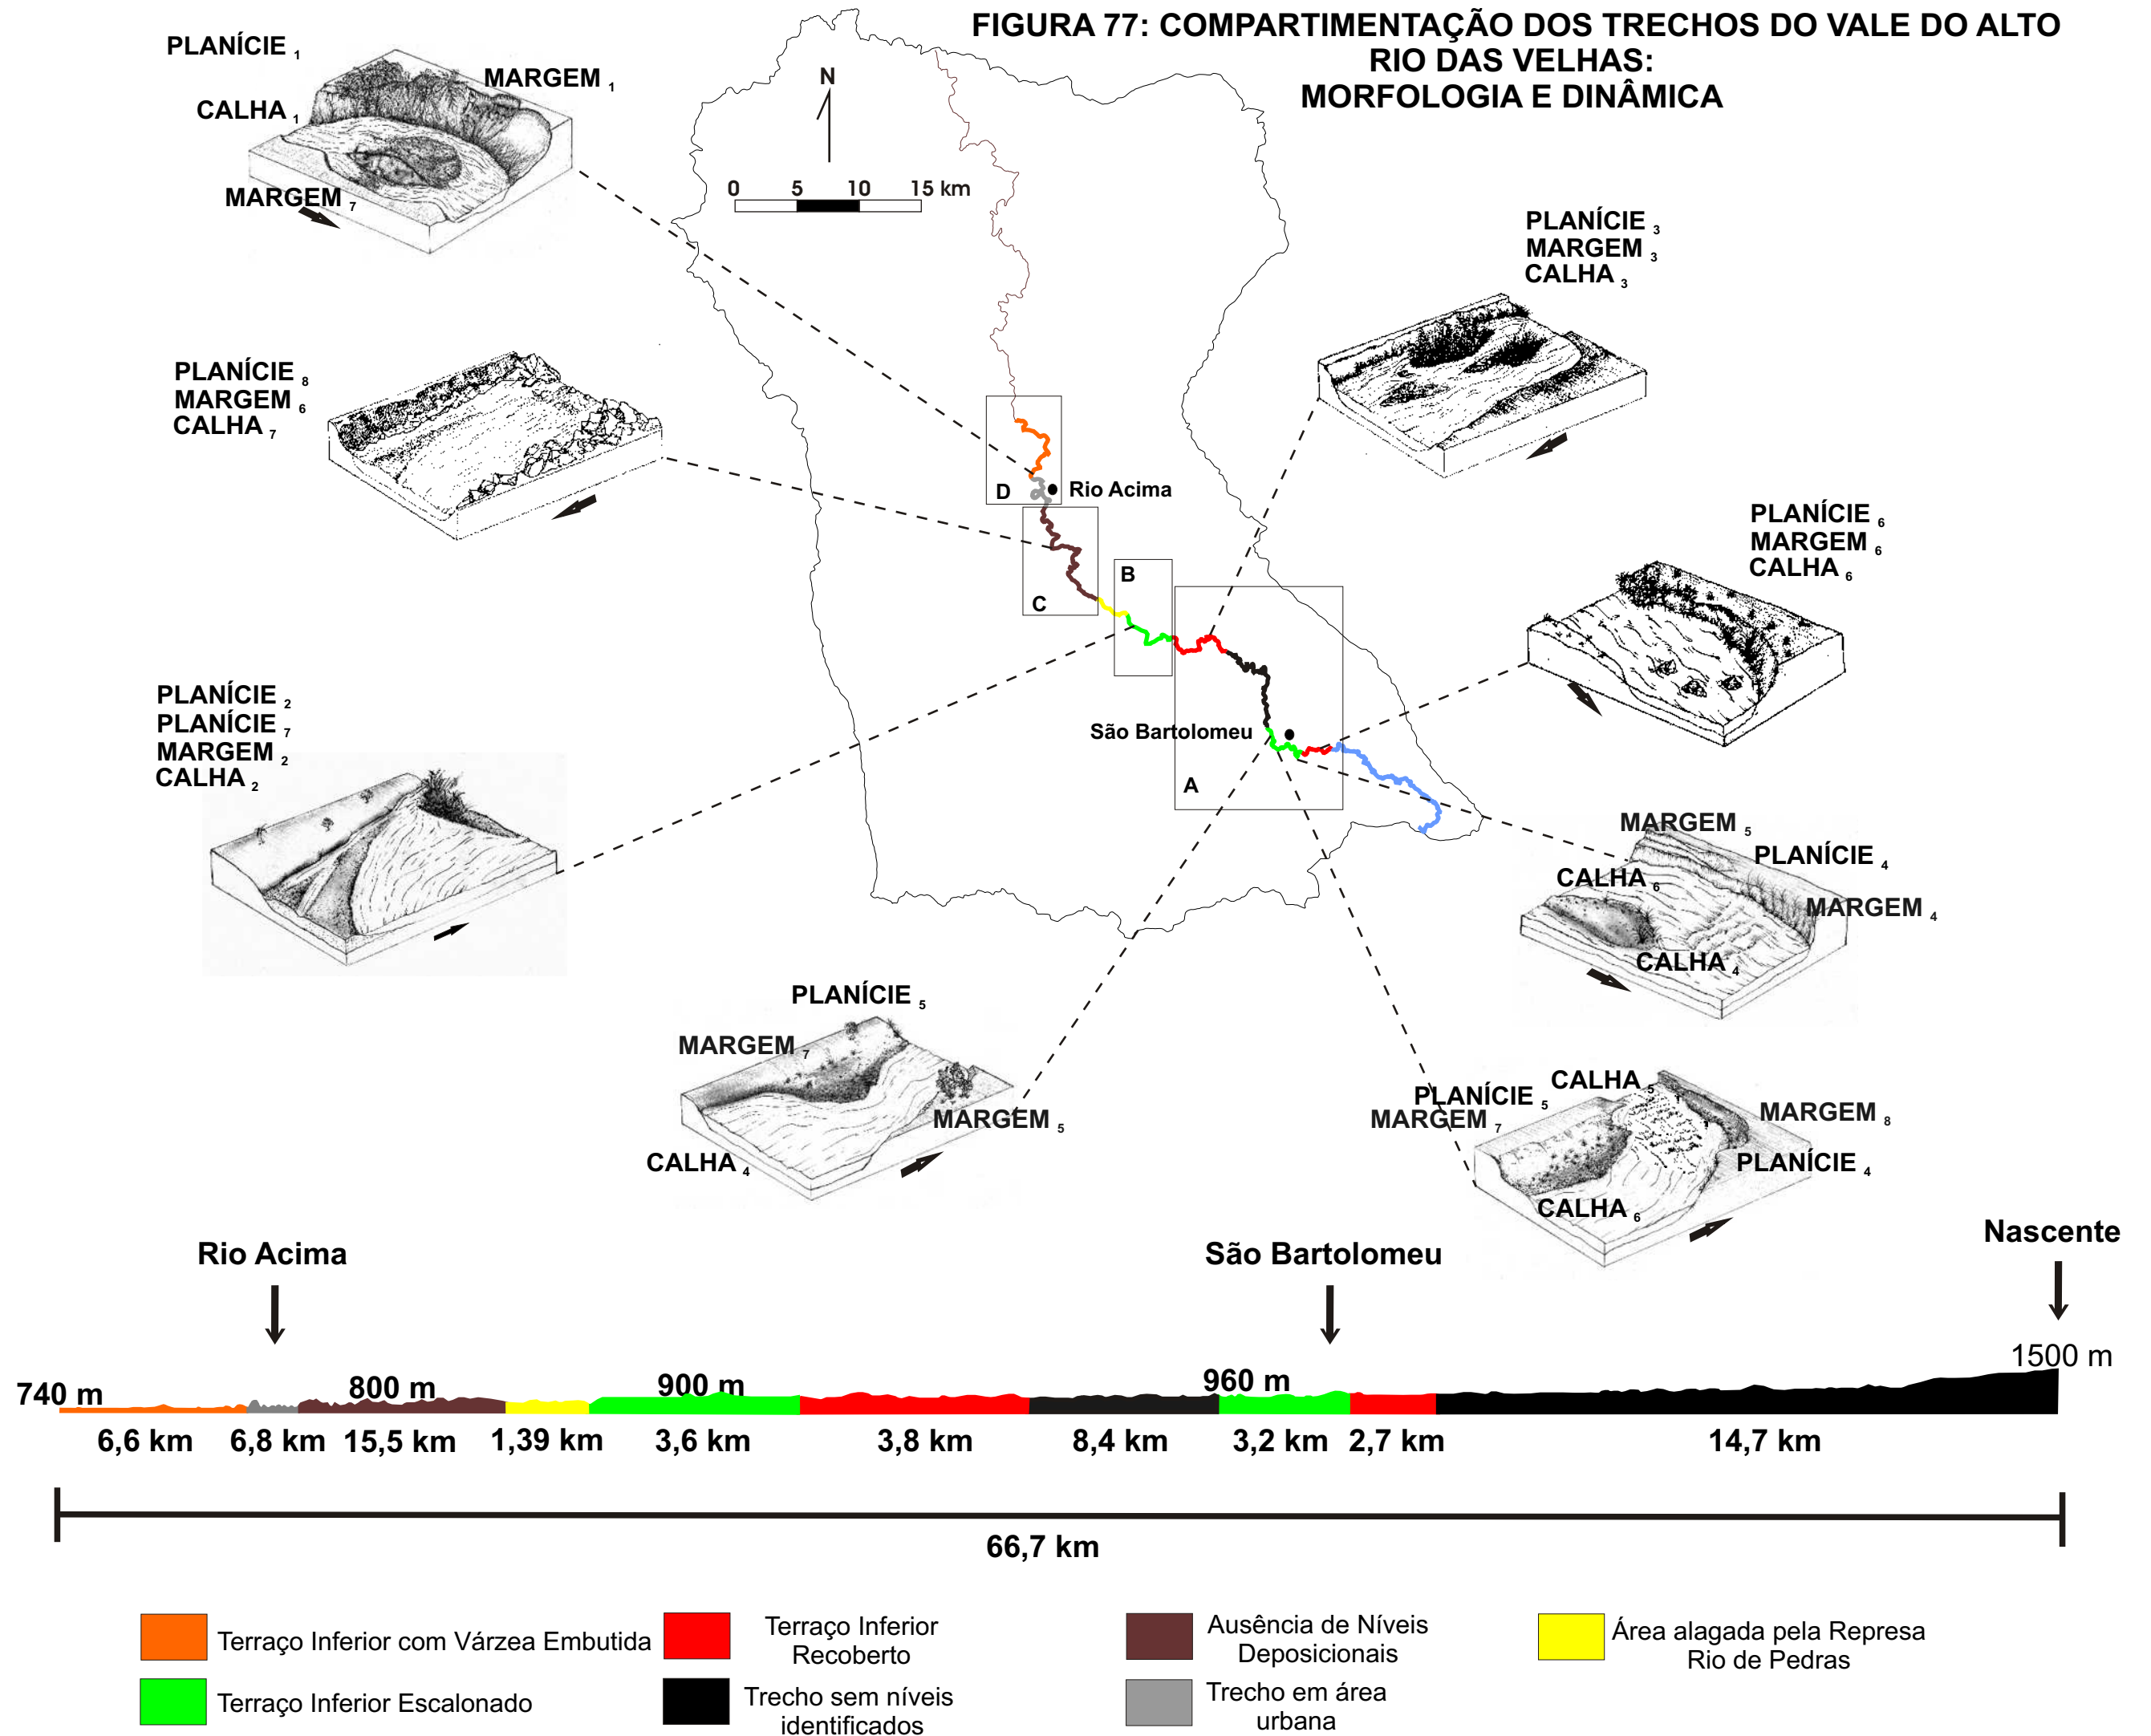 FIGURA 77: COMPARTIMENTAÇÃO DOS TRECHOS DO VALE DO ALTO
RIO DAS VELHAS:
MORFOLOGIA E DINÂMICA
PLANÍCIE 1
MARGEM 1
CALHA 1
MARGEM 7
N
0 5 10 15 km
PLANÍCIE 3
MARGEM 3
CALHA 3
PLANÍCIE 8
MARGEM 6
CALHA 7
D
Rio Acima
C
B
PLANÍCIE 6
MARGEM 6
CALHA 6
PLANÍCIE 2
PLANÍCIE 7
MARGEM 2
CALHA 2
São Bartolomeu
A
MARGEM 5
PLANÍCIE 4
CALHA 6
MARGEM 4
CALHA 4
PLANÍCIE 5
MARGEM 7
MARGEM 5
CALHA 4
CALHA 5
PLANÍCIE 5
MARGEM 7
MARGEM 8
PLANÍCIE 4
CALHA 6
Rio Acima
São Bartolomeu
Nascente
740 m
800 m
900 m
960 m
1500 m
6,6 km 6,8 km 15,5 km 1,39 km 3,6 km 3,8 km 8,4 km 3,2 km 2,7 km 14,7 km
66,7 km
Terraço Inferior com Várzea Embutida
Terraço Inferior
Recoberto
Ausência de Níveis
Deposicionais
Área alagada pela Represa
Rio de Pedras
Terraço Inferior Escalonado
Trecho sem níveis
identificados
Trecho em área
urbana